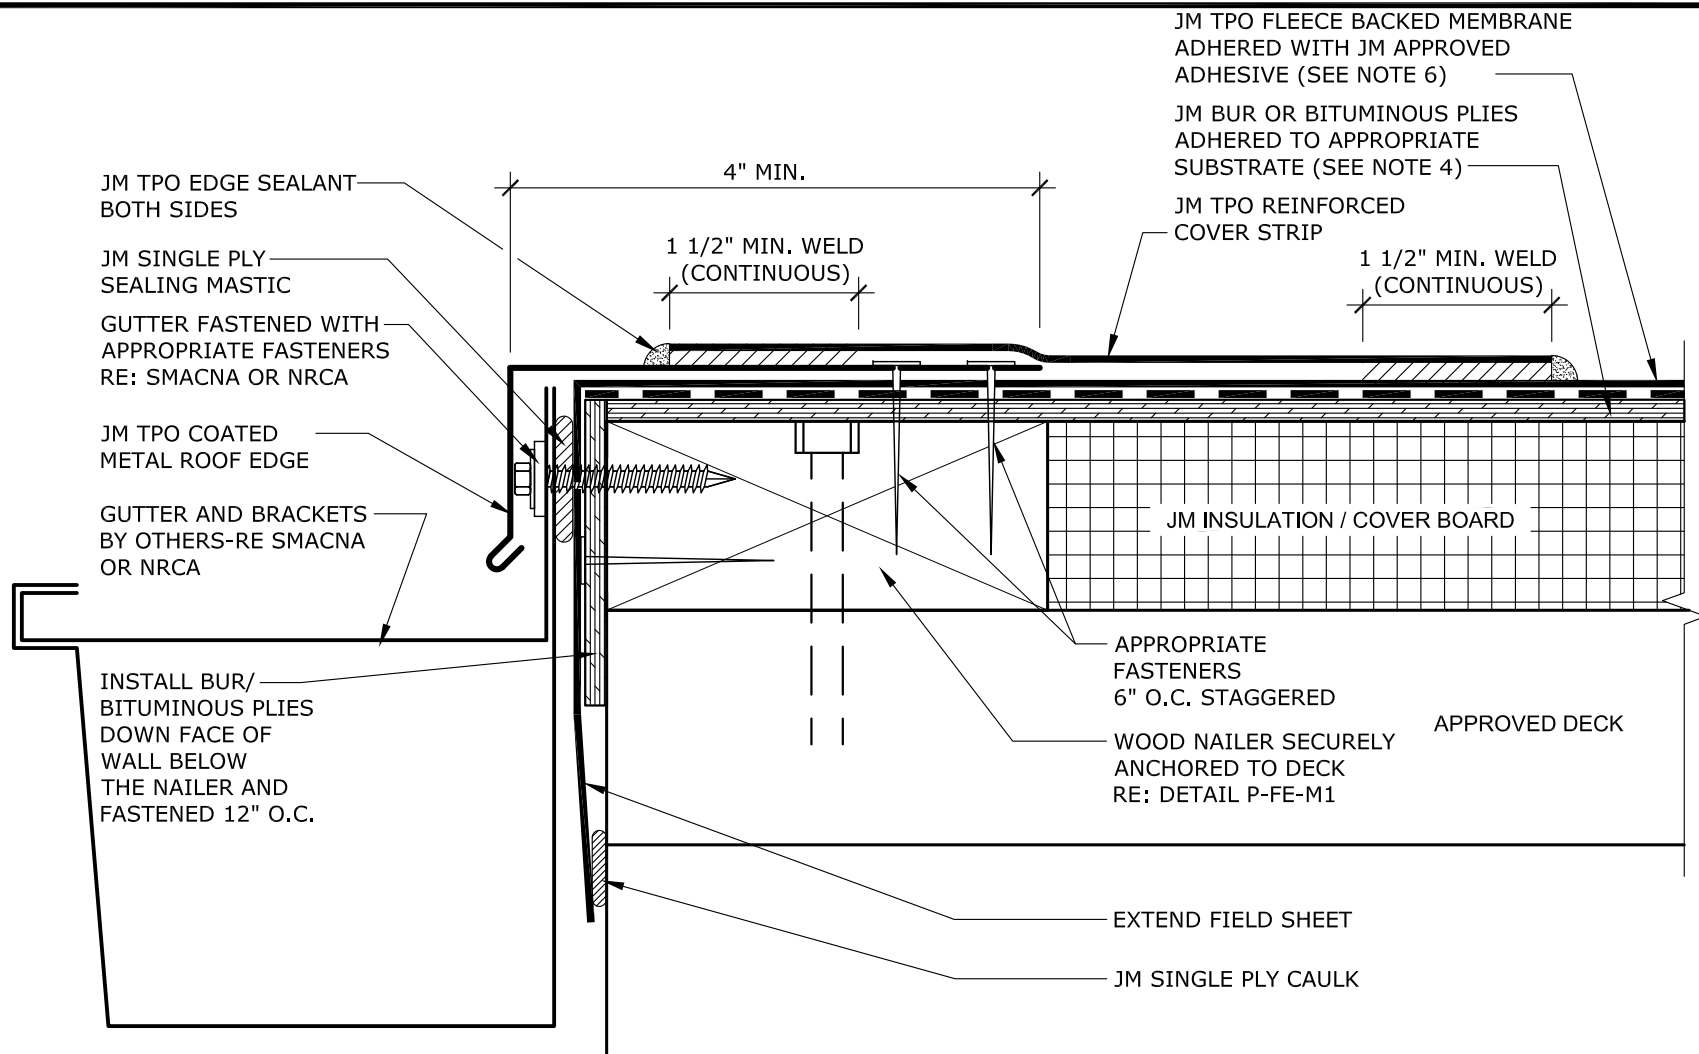 JM TPO FLEECE BACKED MEMBRANE
ADHERED WITH JM APPROVED
ADHESIVE (SEE NOTE 6)
JM BUR OR BITUMINOUS PLIES
ADHERED TO APPROPRIATE
SUBSTRATE (SEE NOTE 4)
JM TPO REINFORCED
COVER STRIP
4" MIN.
1 1/2" MIN. WELD
(CONTINUOUS)
1 1/2" MIN. WELD
(CONTINUOUS)
JM TPO EDGE SEALANT
BOTH SIDES
JM SINGLE PLY
SEALING MASTIC
GUTTER FASTENED WITH
APPROPRIATE FASTENERS
RE: SMACNA OR NRCA
JM TPO COATED
METAL ROOF EDGE
GUTTER AND BRACKETS
BY OTHERS-RE SMACNA
OR NRCA
INSTALL BUR/
BITUMINOUS PLIES
DOWN FACE OF
WALL BELOW
THE NAILER AND
FASTENED 12" O.C.
JM INSULATION / COVER BOARD
APPROPRIATE
FASTENERS
6" O.C. STAGGERED
APPROVED DECK
WOOD NAILER SECURELY
ANCHORED TO DECK
RE: DETAIL P-FE-M1
EXTEND FIELD SHEET
JM SINGLE PLY CAULK